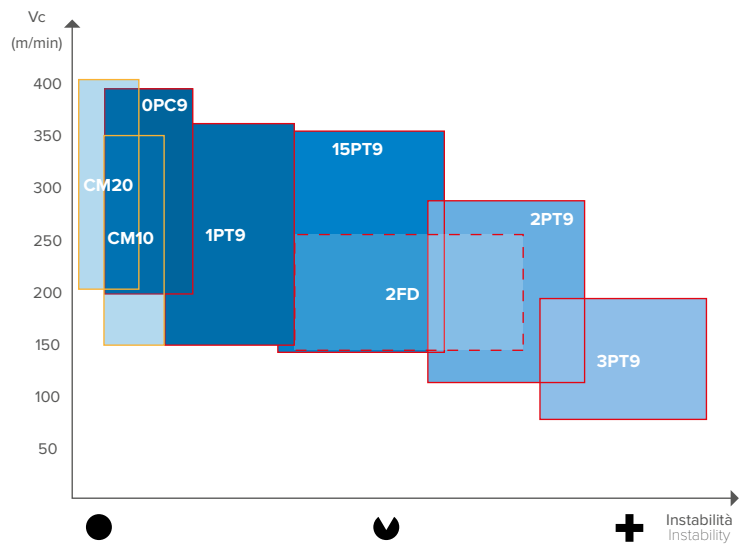 Vc
(m/min)
400
350
300
250
200
150
100
50
0PC9
15PT9
CM20
2PT9
CM10
1PT9
2FD
3PT9
Instabilità
Instability